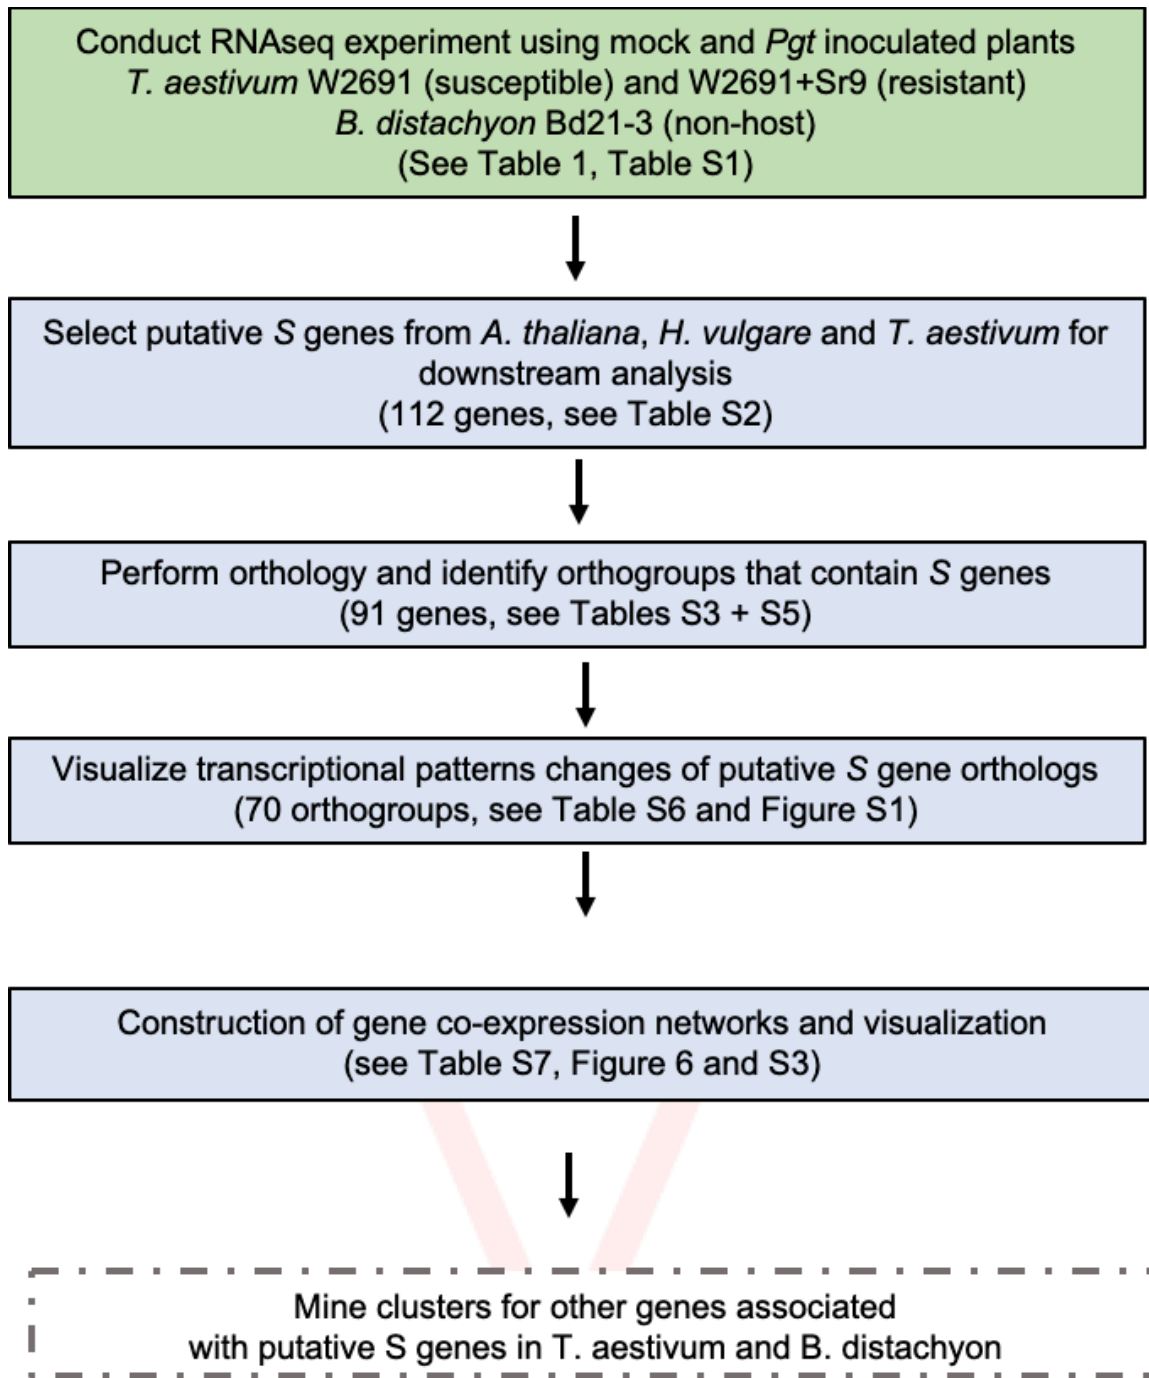 Conduct RNAseq experiment using mock and Pgt inoculated plants
T. aestivum W2691 (susceptible) and W2691+Sr9 (resistant)
B. distachyon Bd21-3 (non-host)
(See Table 1, Table S1)
Select putative S genes from A. thaliana, H. vulgare and T. aestivum for
downstream analysis
(112 genes, see Table S2)
Perform orthology and identify orthogroups that contain S genes
(91 genes, see Tables S3 + S5)
Visualize transcriptional patterns changes of putative S gene orthologs
(70 orthogroups, see Table S6 and Figure S1)
Construction of gene co-expression networks and visualization
(see Table S7, Figure 6 and S3)
Mine clusters for other genes associated
with putative S genes in T. aestivum and B. distachyon